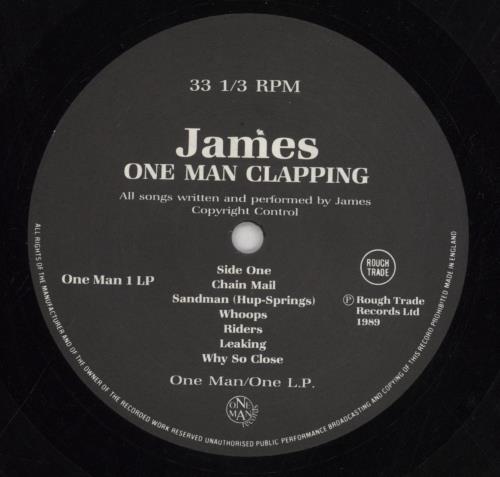 33 1/3 RPM
James
ONE MAN CLAPPING
All songs written and performed by James
Copyright Control
One Man 1 LP
Side One
Chain Mail
Sandman (Hup-Springs)
Whoops
Riders
Leaking
Why So Close
One Man/One L.P.
ROUGH
TRADE
℗ Rough Trade
Records Ltd
1989
ONE
MAN
records
ALL RIGHTS OF THE MANUFACTURER AND OF THE OWNER OF THE RECORDED WORK RESERVED UNAUTHORISED PUBLIC PERFORMANCE BROADCASTING AND COPYING OF THIS RECORD PROHIBITED MADE IN ENGLAND